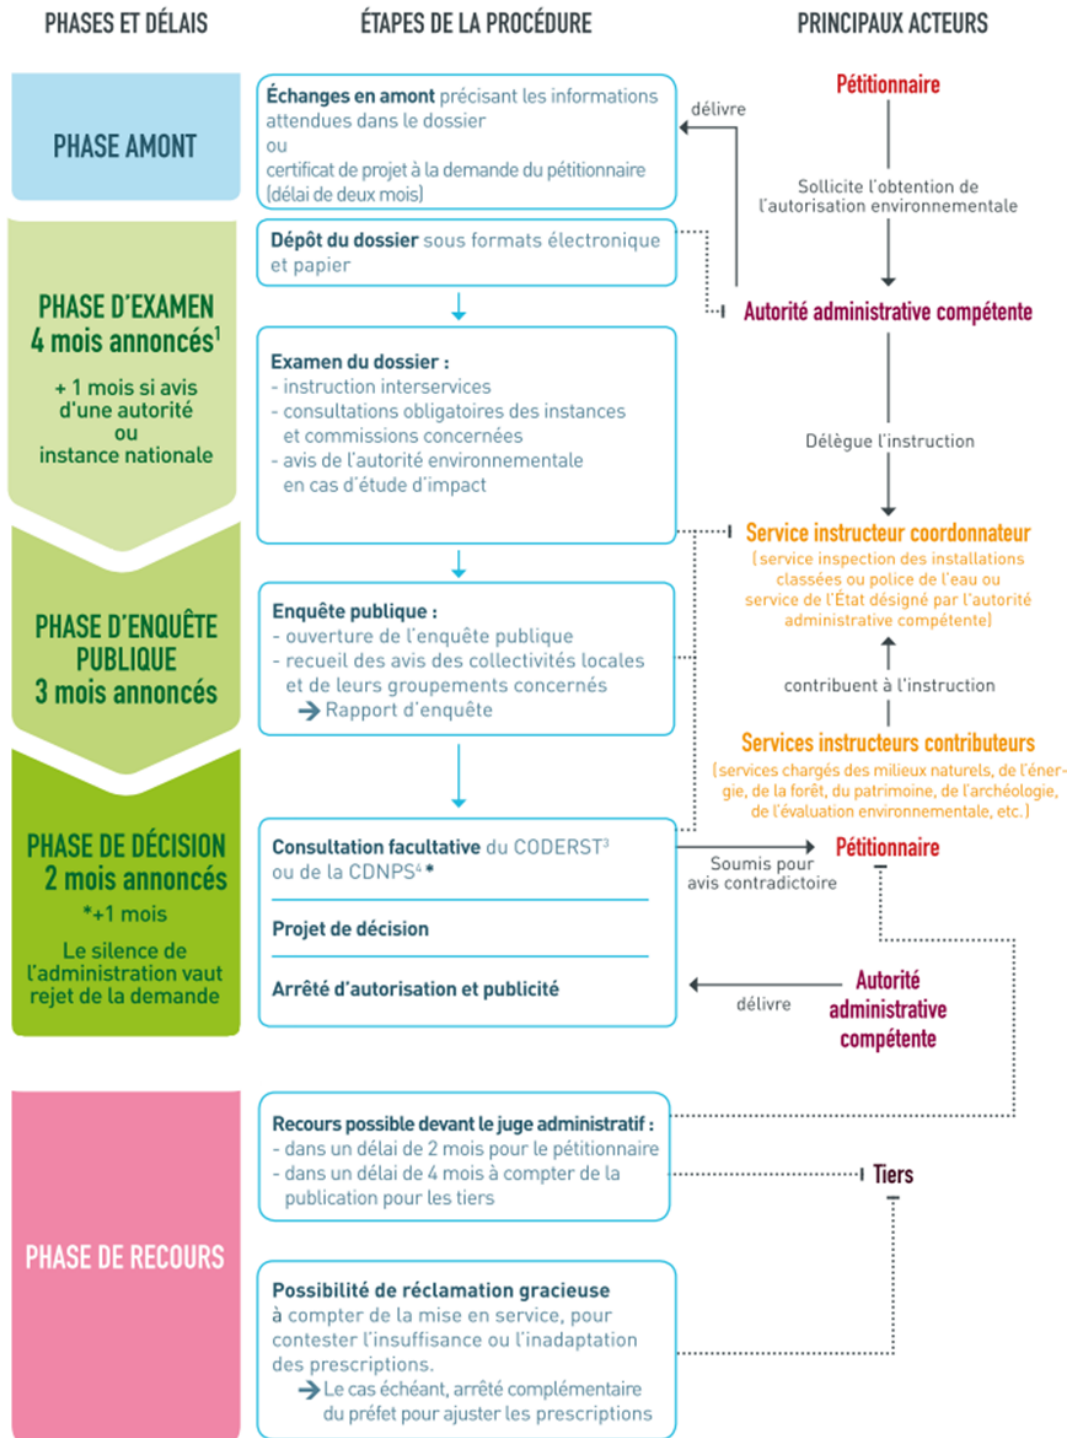 PHASES ET DÉLAIS
ÉTAPES DE LA PROCÉDURE
PRINCIPAUX ACTEURS
PHASE AMONT
Échanges en amont précisant les informations
attendues dans le dossier
ou
certificat de projet à la demande du pétitionnaire
(délai de deux mois)
délivre
Pétitionnaire
Sollicite l'obtention de
l'autorisation environnementale
PHASE D'EXAMEN
4 mois annoncés¹
+ 1 mois si avis
d'une autorité
ou
instance nationale
Dépôt du dossier sous formats électronique
et papier
Autorité administrative compétente
Examen du dossier :
- instruction interservices
- consultations obligatoires des instances
et commissions concernées
- avis de l'autorité environnementale
en cas d'étude d'impact
Délègue l'instruction
Service instructeur coordonnateur
(service inspection des installations
classées ou police de l'eau ou
service de l'État désigné par l'autorité
administrative compétente)
PHASE D'ENQUÊTE
PUBLIQUE
3 mois annoncés
Enquête publique :
- ouverture de l'enquête publique
- recueil des avis des collectivités locales
et de leurs groupements concernés
➔ Rapport d'enquête
contribuent à l'instruction
Services instructeurs contributeurs
(services chargés des milieux naturels, de l'éner-
gie, de la forêt, du patrimoine, de l'archéologie,
de l'évaluation environnementale, etc.)
PHASE DE DÉCISION
2 mois annoncés
*+1 mois
Le silence de
l'administration vaut
rejet de la demande
Consultation facultative du CODERST³
ou de la CDNPS⁴ *
Projet de décision
Arrêté d'autorisation et publicité
Soumis pour
avis contradictoire
Pétitionnaire
délivre
Autorité
administrative
compétente
PHASE DE RECOURS
Recours possible devant le juge administratif :
- dans un délai de 2 mois pour le pétitionnaire
- dans un délai de 4 mois à compter de la
publication pour les tiers
Tiers
Possibilité de réclamation gracieuse
à compter de la mise en service, pour
contester l'insuffisance ou l'inadaptation
des prescriptions.
➔ Le cas échéant, arrêté complémentaire
du préfet pour ajuster les prescriptions